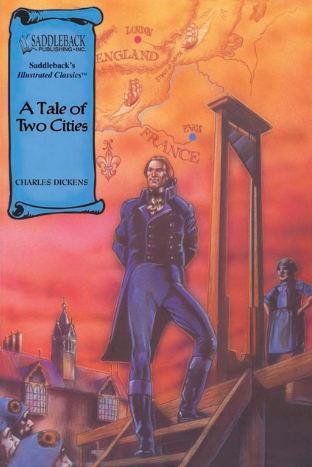 SADDLEBACK
PUBLISHING • INC.
Saddleback's
Illustrated Classics™
A Tale of
Two Cities
CHARLES DICKENS
LONDON
ENGLAND
PARIS
FRANCE